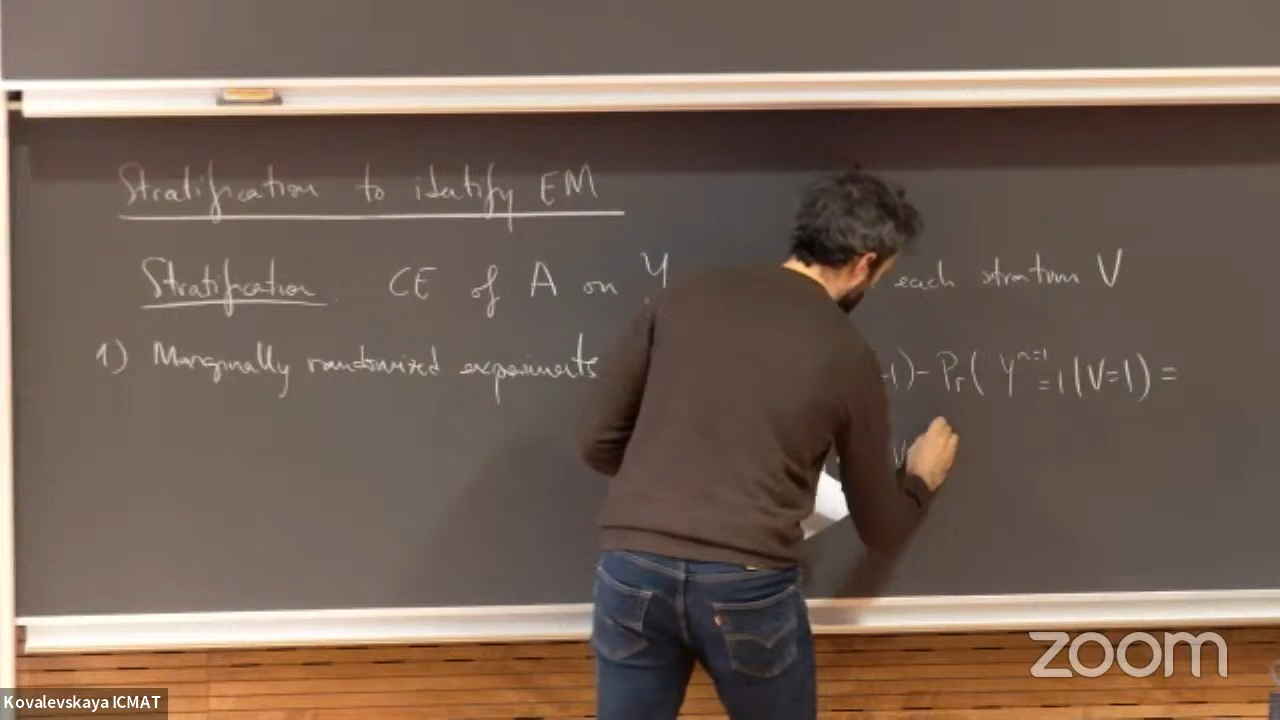 Stratification to identify EM
Stratification. CE of A on Y each stratum V
1) Marginally randomized experiments =1)-Pr(Y^{a=1}=1|V=1)=
V
zoom
Kovalevskaya ICMAT